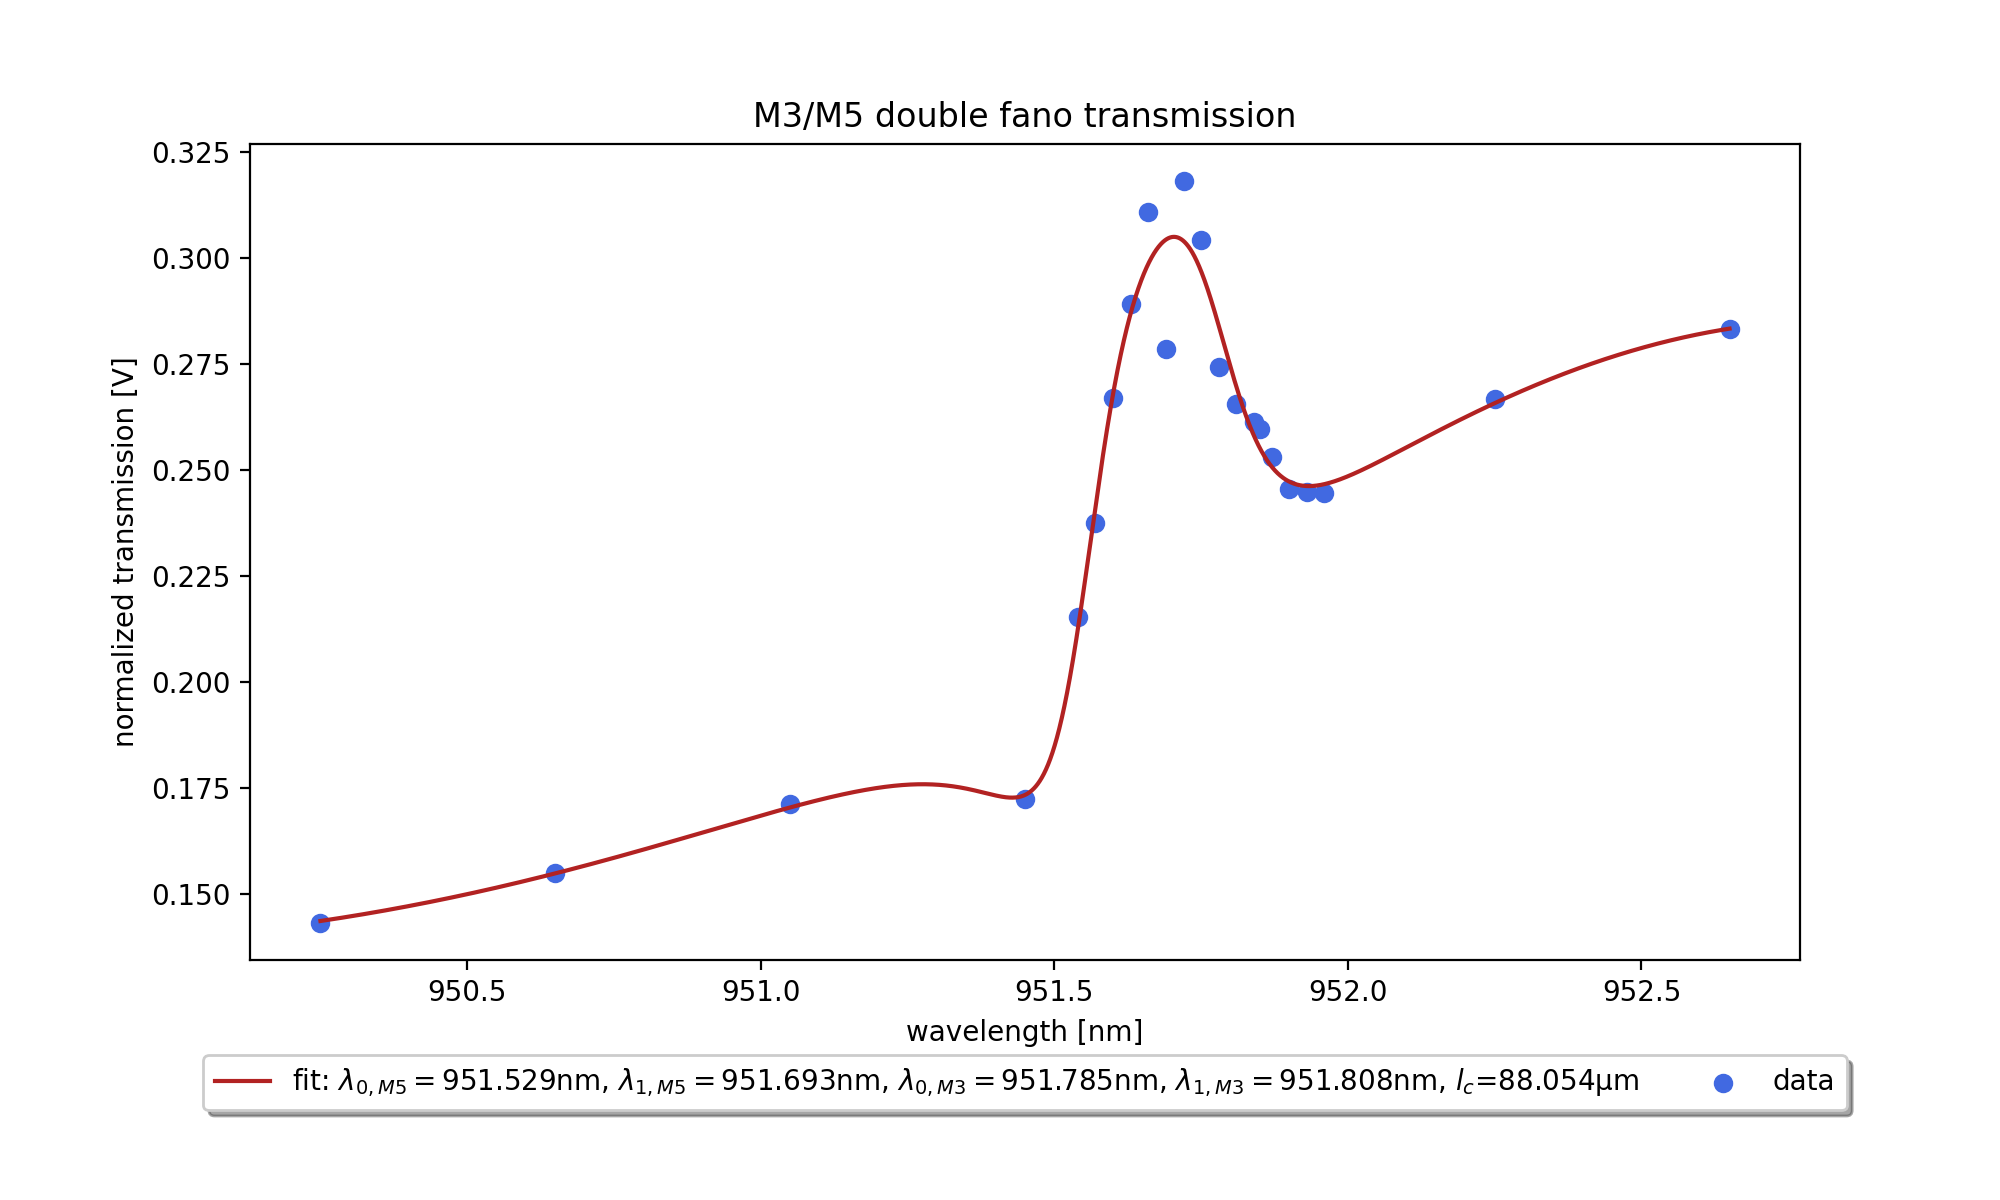 M3/M5 double fano transmission
normalized transmission [V]
0.325
0.300
0.275
0.250
0.225
0.200
0.175
0.150
950.5 951.0 951.5 952.0 952.5
wavelength [nm]
fit: λ₀,M5 = 951.529nm, λ₁,M5 = 951.693nm, λ₀,M3 = 951.785nm, λ₁,M3 = 951.808nm, l_c=88.054µm data